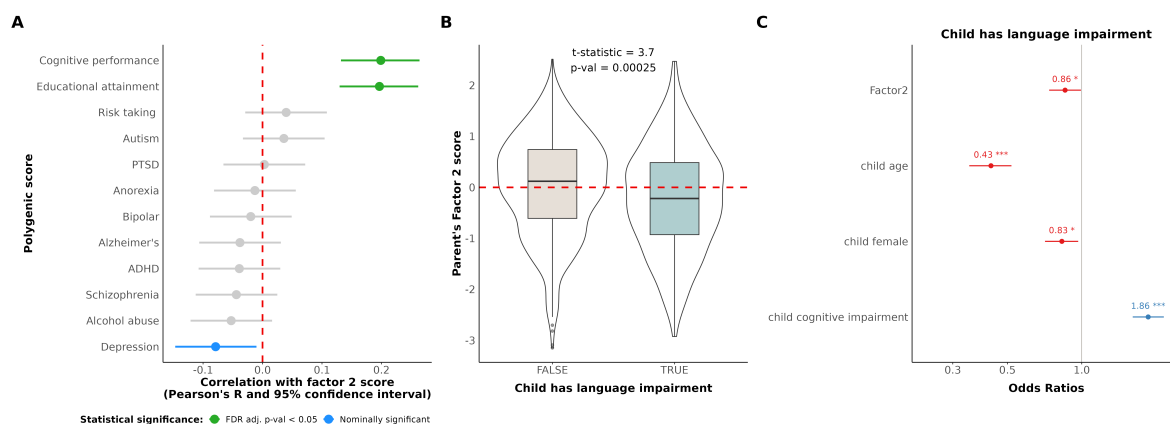 A
Polygenic score
Cognitive performance
Educational attainment
Risk taking
Autism
PTSD
Anorexia
Bipolar
Alzheimer's
ADHD
Schizophrenia
Alcohol abuse
Depression
-0.1 0.0 0.1 0.2
Correlation with factor 2 score
(Pearson's R and 95% confidence interval)
Statistical significance: FDR adj. p-val < 0.05 Nominally significant
B
Parent's Factor 2 score
t-statistic = 3.7
p-val = 0.00025
2
1
0
-1
-2
-3
FALSE TRUE
Child has language impairment
C
Child has language impairment
Factor2
0.86 *
child age
0.43 ***
child female
0.83 *
child cognitive impairment
1.86 ***
0.3 0.5 1.0
Odds Ratios